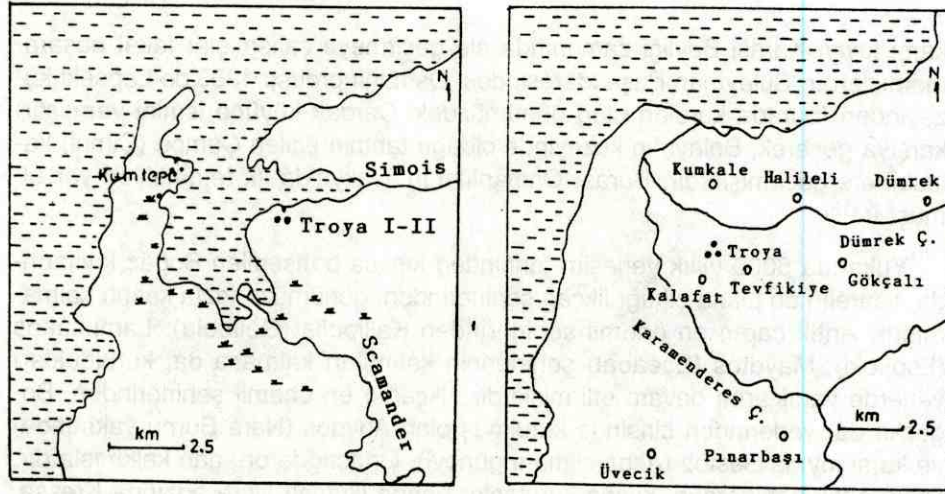 N
Kumtepe
Simois
Troya I-II
Scamander
km
2.5
N
Kumkale
Halileli
Dümrek
Troya
Dümrek Ç.
Kalafat
Tevfikiye
Gökçalı
Karamenderes Ç.
km
2.5
Pınarbaşı
Üvecik